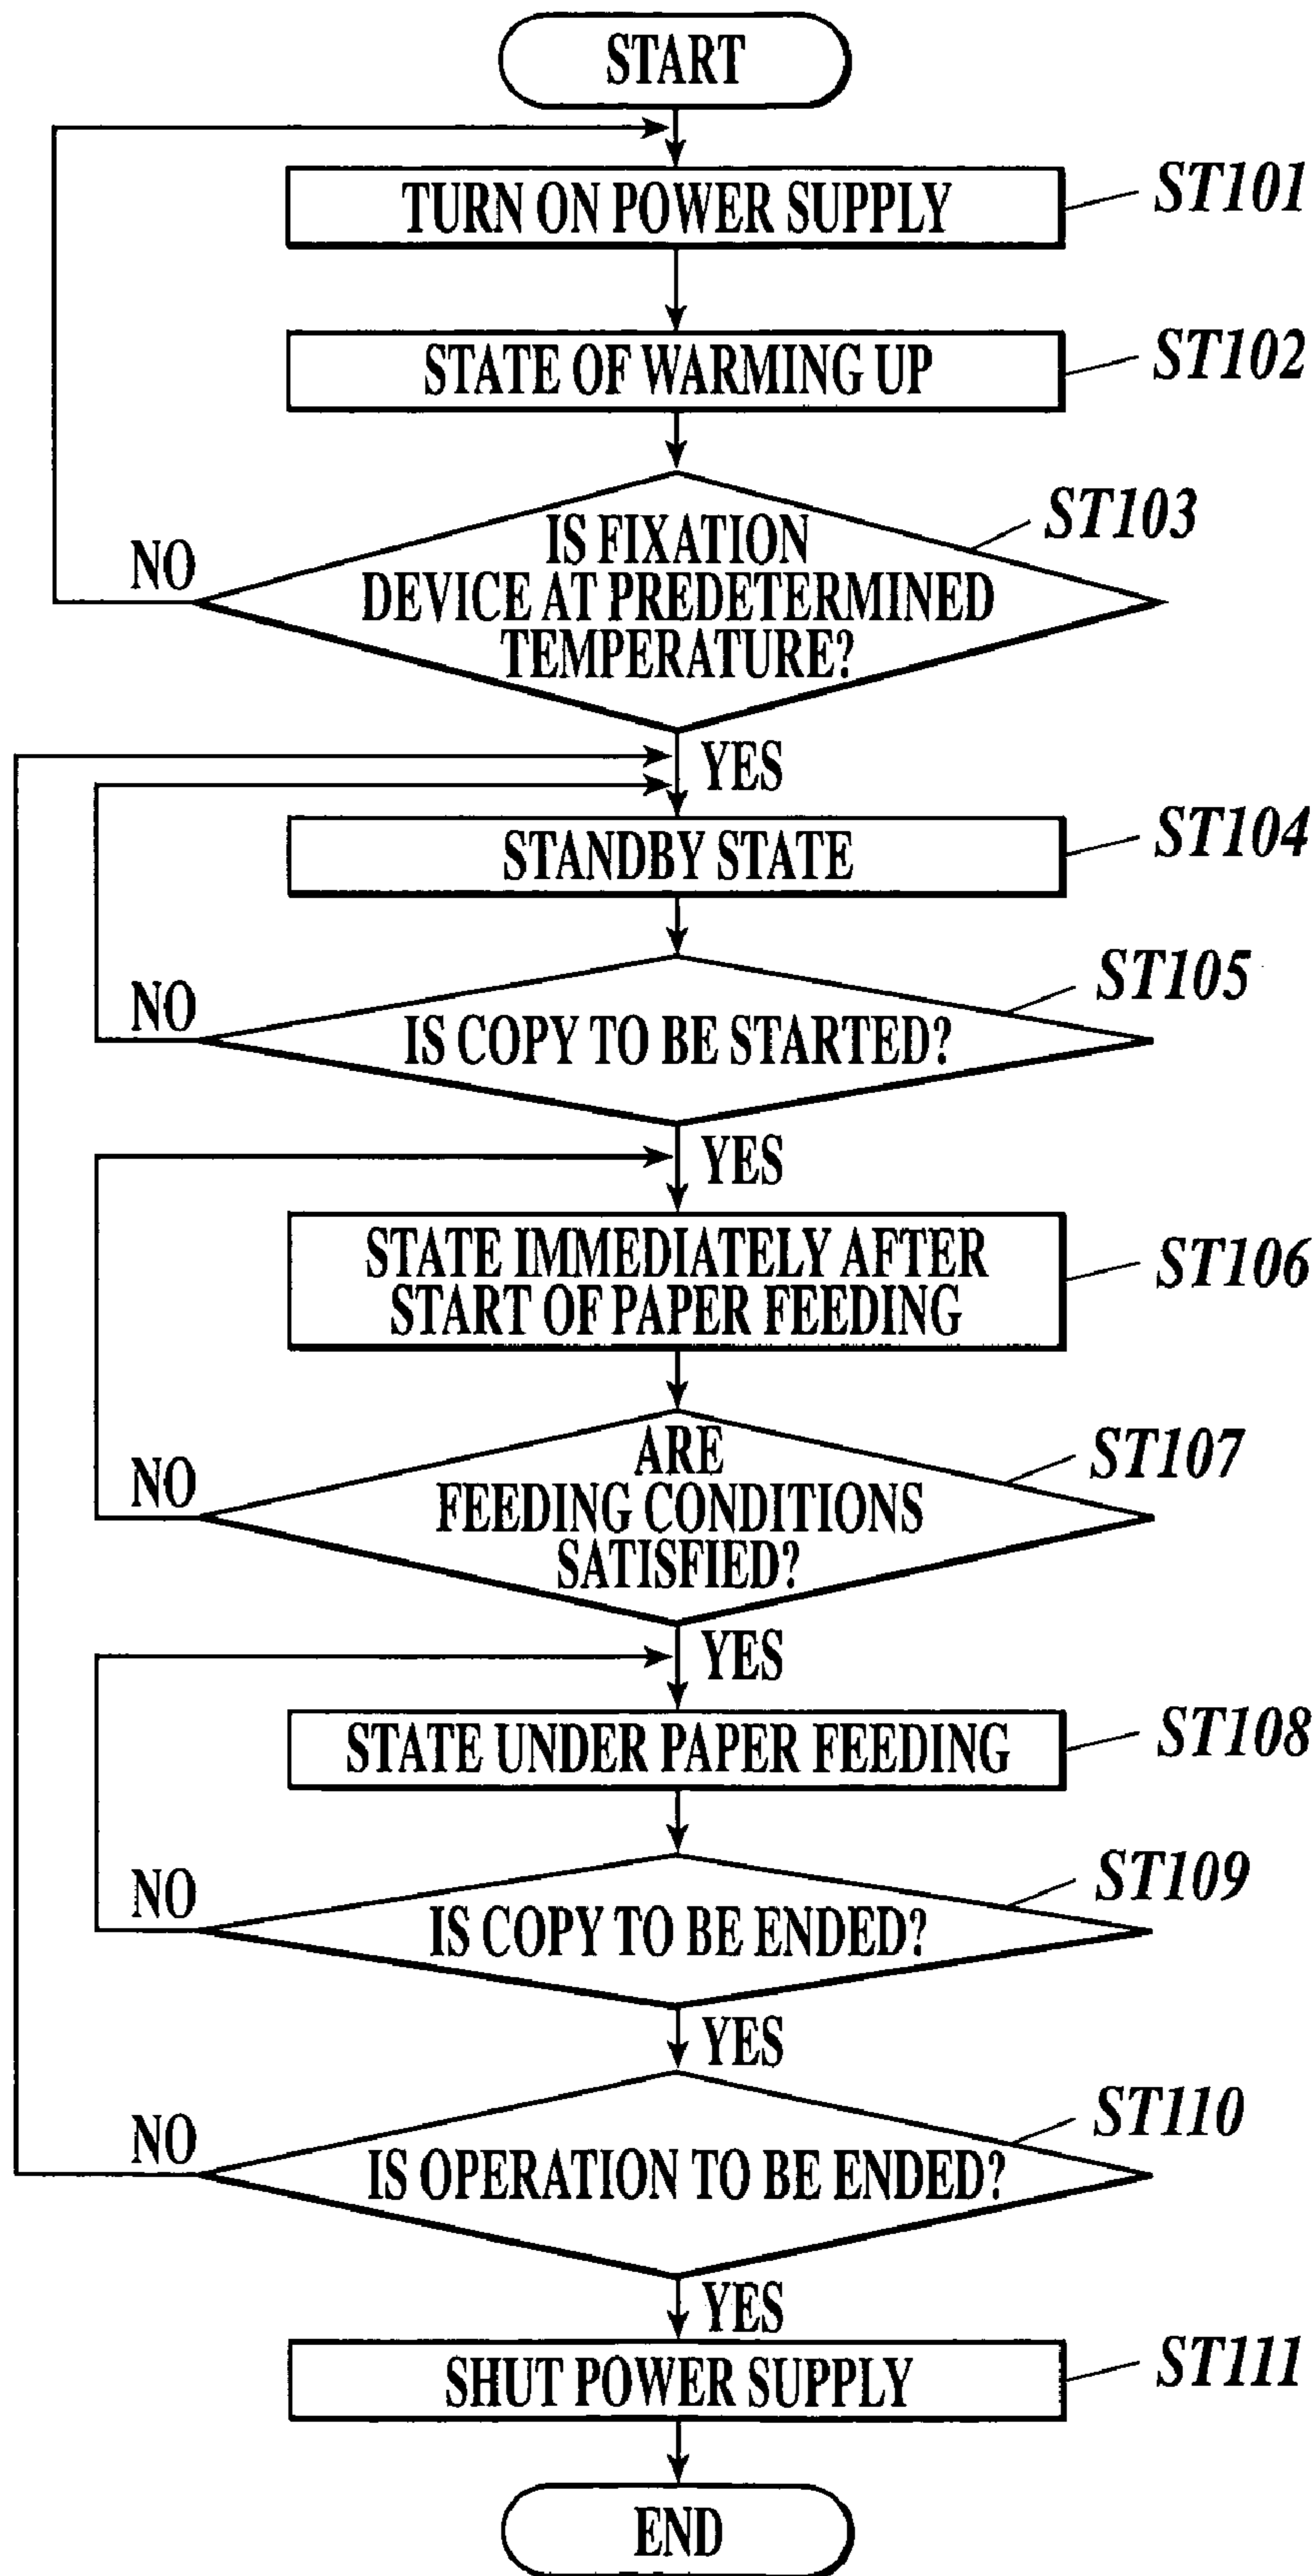 START
TURN ON POWER SUPPLY
ST101
STATE OF WARMING UP
ST102
IS FIXATION
DEVICE AT PREDETERMINED
TEMPERATURE?
ST103
NO
YES
STANDBY STATE
ST104
IS COPY TO BE STARTED?
ST105
NO
YES
STATE IMMEDIATELY AFTER
START OF PAPER FEEDING
ST106
ARE
FEEDING CONDITIONS
SATISFIED?
ST107
NO
YES
STATE UNDER PAPER FEEDING
ST108
IS COPY TO BE ENDED?
ST109
NO
YES
IS OPERATION TO BE ENDED?
ST110
NO
YES
SHUT POWER SUPPLY
ST111
END